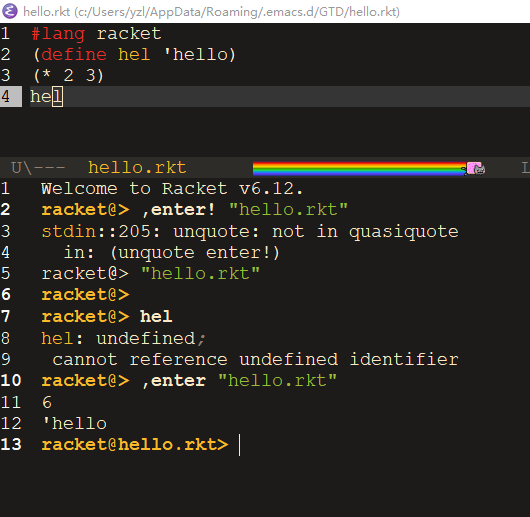 hello.rkt (c:/Users/yzl/AppData/Roaming/.emacs.d/GTD/hello.rkt)
1 #lang racket
2 (define hel 'hello)
3 (* 2 3)
4 hel
U\--- hello.rkt L
1 Welcome to Racket v6.12.
2 racket@> ,enter! "hello.rkt"
3 stdin::205: unquote: not in quasiquote
4 in: (unquote enter!)
5 racket@> "hello.rkt"
6 racket@>
7 racket@> hel
8 hel: undefined;
9 cannot reference undefined identifier
10 racket@> ,enter "hello.rkt"
11 6
12 'hello
13 racket@hello.rkt>